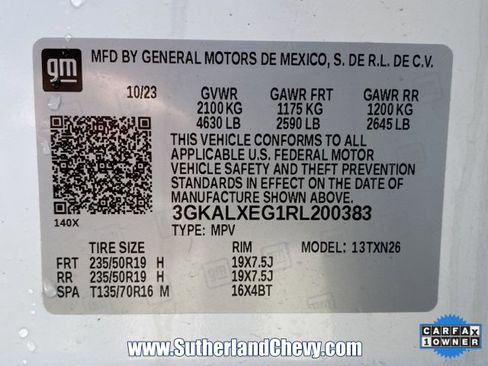 gm
MFD BY GENERAL MOTORS DE MEXICO, S. DE R.L. DE C.V.
10/23 GVWR GAWR FRT GAWR RR
2100 KG 1175 KG 1200 KG
4630 LB 2590 LB 2645 LB
THIS VEHICLE CONFORMS TO ALL
APPLICABLE U.S. FEDERAL MOTOR
VEHICLE SAFETY AND THEFT PREVENTION
STANDARDS IN EFFECT ON THE DATE OF
MANUFACTURE SHOWN ABOVE.
140X
3GKALXEG1RL200383
TYPE: MPV
TIRE SIZE RIM MODEL: 13TXN26
FRT 235/50R19 H 19X7.5J
RR 235/50R19 H 19X7.5J
SPA T135/70R16 M 16X4BT
CARFAX
1 OWNER
www.SutherlandChevy.com